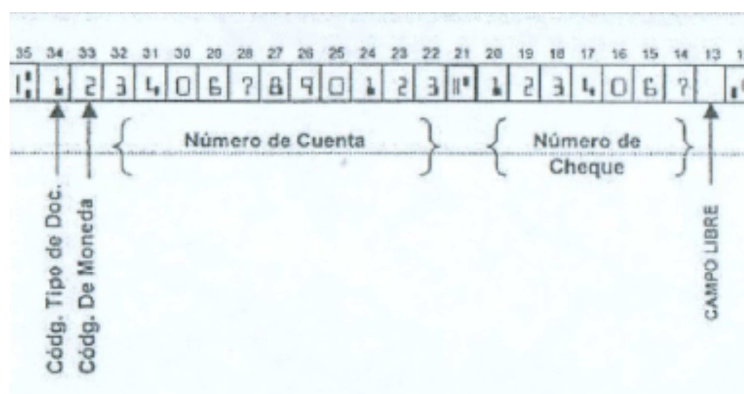 35 34 33 32 31 30 29 28 27 26 25 24 23 22 21 20 19 18 17 16 15 14 13
⑆ 1 2 3 4 0 6 7 8 9 0 1 2 3 ⑈ 1 2 3 4 0 6 7
Número de Cuenta
Número de
Cheque
Códg. Tipo de Doc.
Códg. De Moneda
CAMPO LIBRE